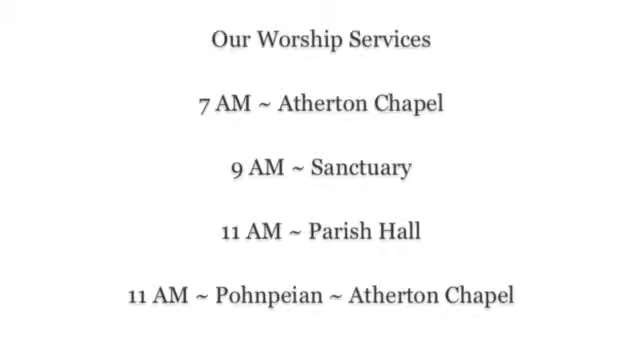 Our Worship Services
7 AM ~ Atherton Chapel
9 AM ~ Sanctuary
11 AM ~ Parish Hall
11 AM ~ Pohnpeian ~ Atherton Chapel